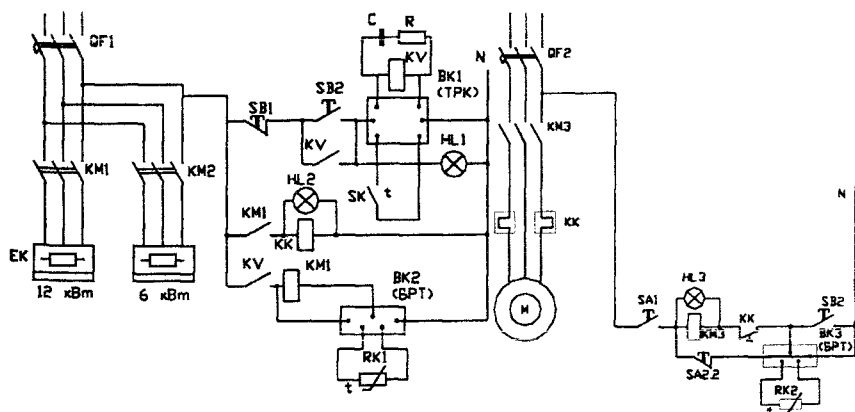 QF1
C
R
KV
N
BK1
(ТРК)
QF2
SB1
SB2
KM3
KM1
KM2
KV
HL1
SK
t
HL2
N
KM1
KK
KK
EK
KV
KM1
BK2
(БРТ)
HL3
12 кВт
6 кВт
M
SA1
SB2
KM3
KK
BK3
(БРТ)
RK1
t
SA2.2
RK2
t